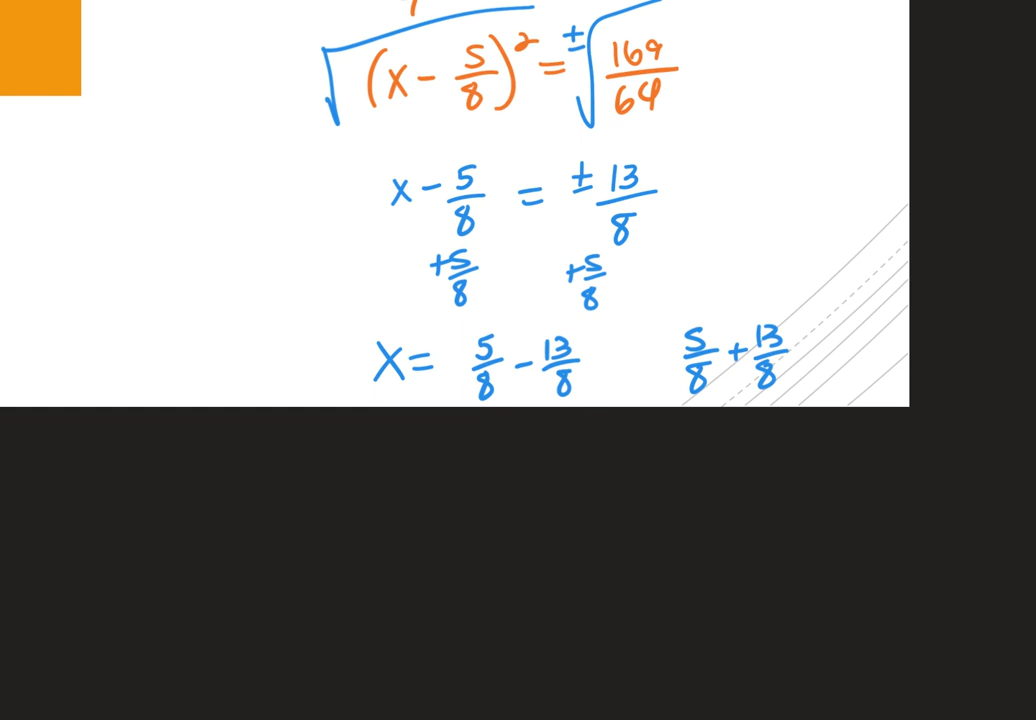 √(x - 5/8)² = ±√169/64
x - 5/8 = ± 13/8
+5/8 +5/8
X = 5/8 - 13/8 5/8 + 13/8